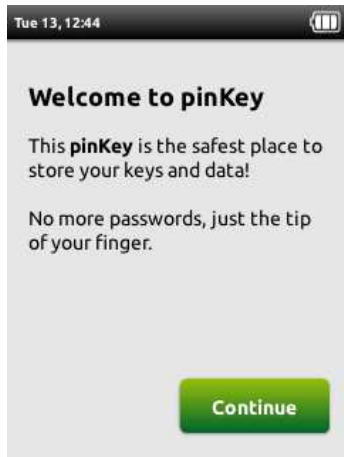 Tue 13, 12:44
Welcome to pinKey
This pinKey is the safest place to
store your keys and data!
No more passwords, just the tip
of your finger.
Continue